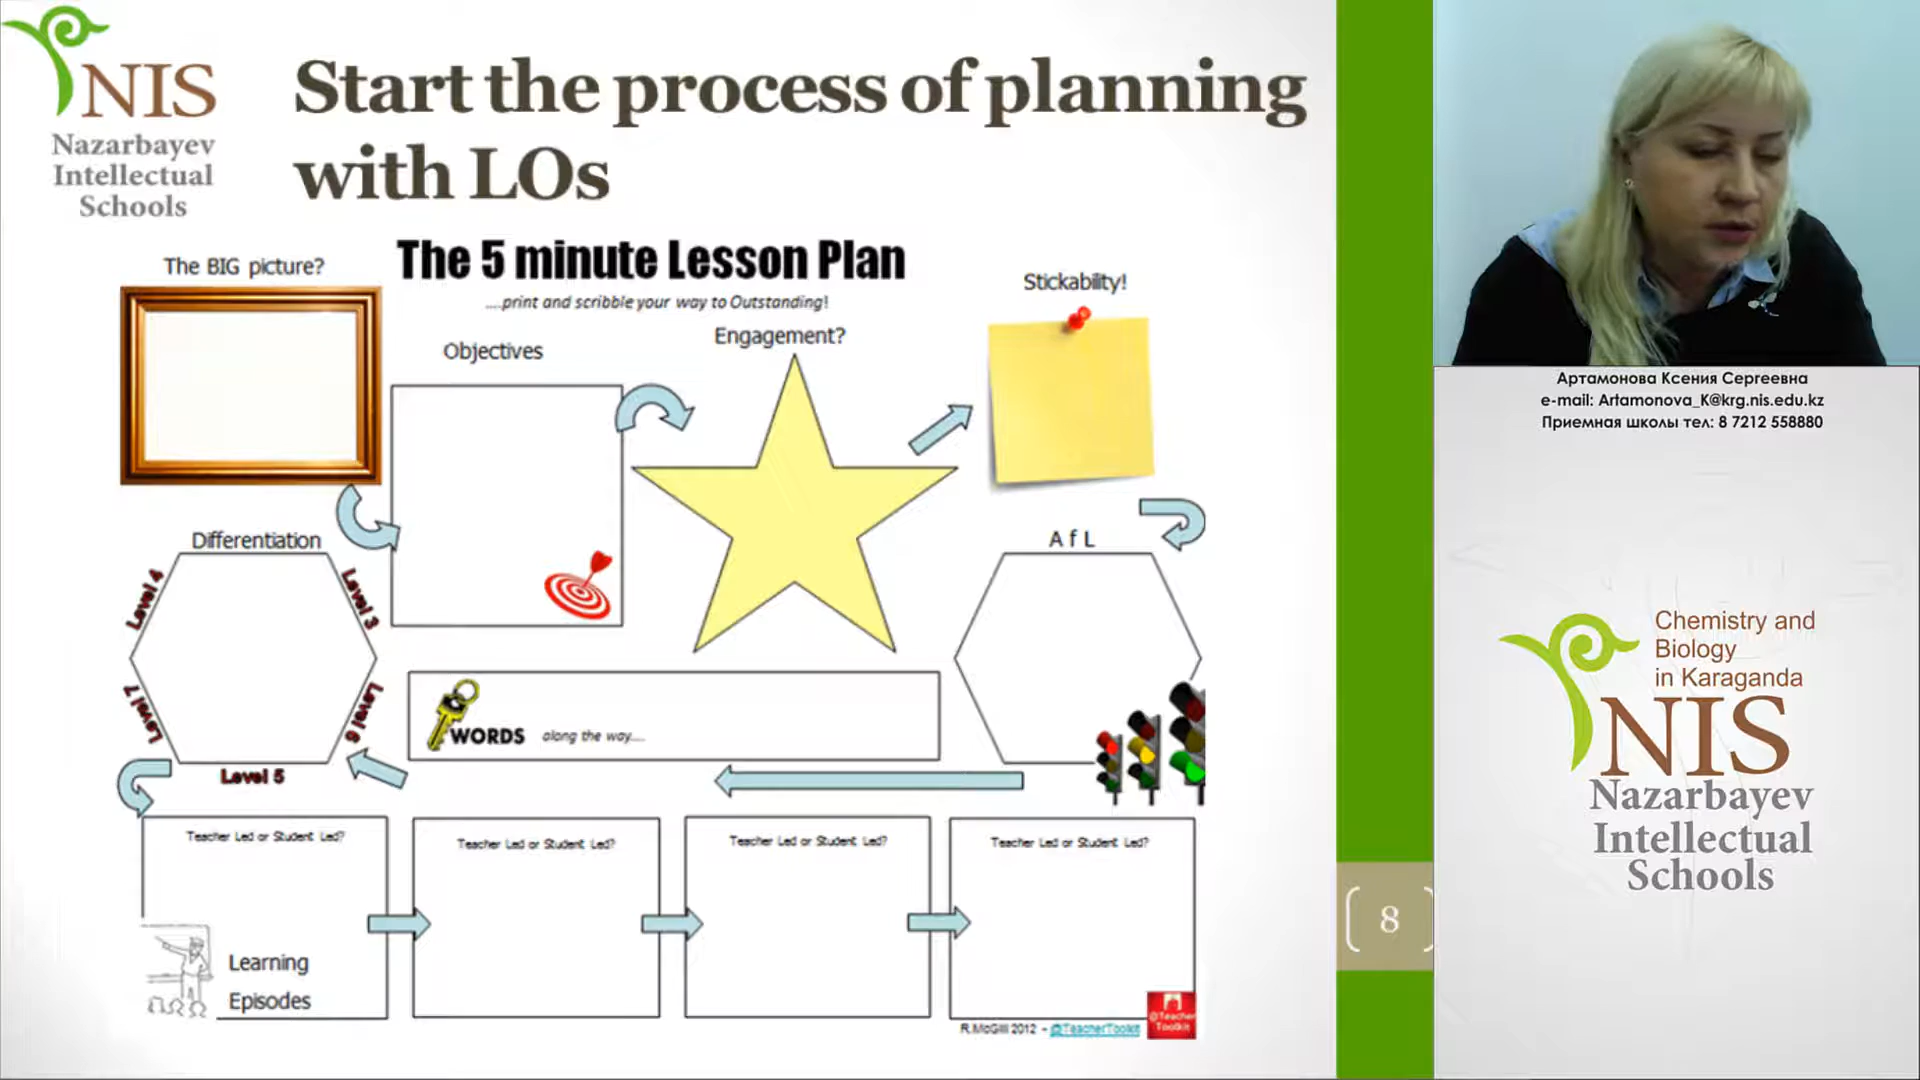 NIS
Nazarbayev
Intellectual
Schools
Start the process of planning
with LOs
The 5 minute Lesson Plan
....print and scribble your way to Outstanding!
The BIG picture?
Objectives
Engagement?
Stickability!
Differentiation
Level 4
Level 3
Level 7
Level 6
Level 5
A f L
WORDS along the way....
Teacher Led or Student Led?
Teacher Led or Student Led?
Teacher Led or Student Led?
Teacher Led or Student Led?
Learning
Episodes
R.McGill 2012 - @TeacherToolkit
@Teacher
Toolkit
8
Артамонова Ксения Сергеевна
e-mail: Artamonova_K@krg.nis.edu.kz
Приемная школы тел: 8 7212 558880
Chemistry and
Biology
in Karaganda
NIS
Nazarbayev
Intellectual
Schools